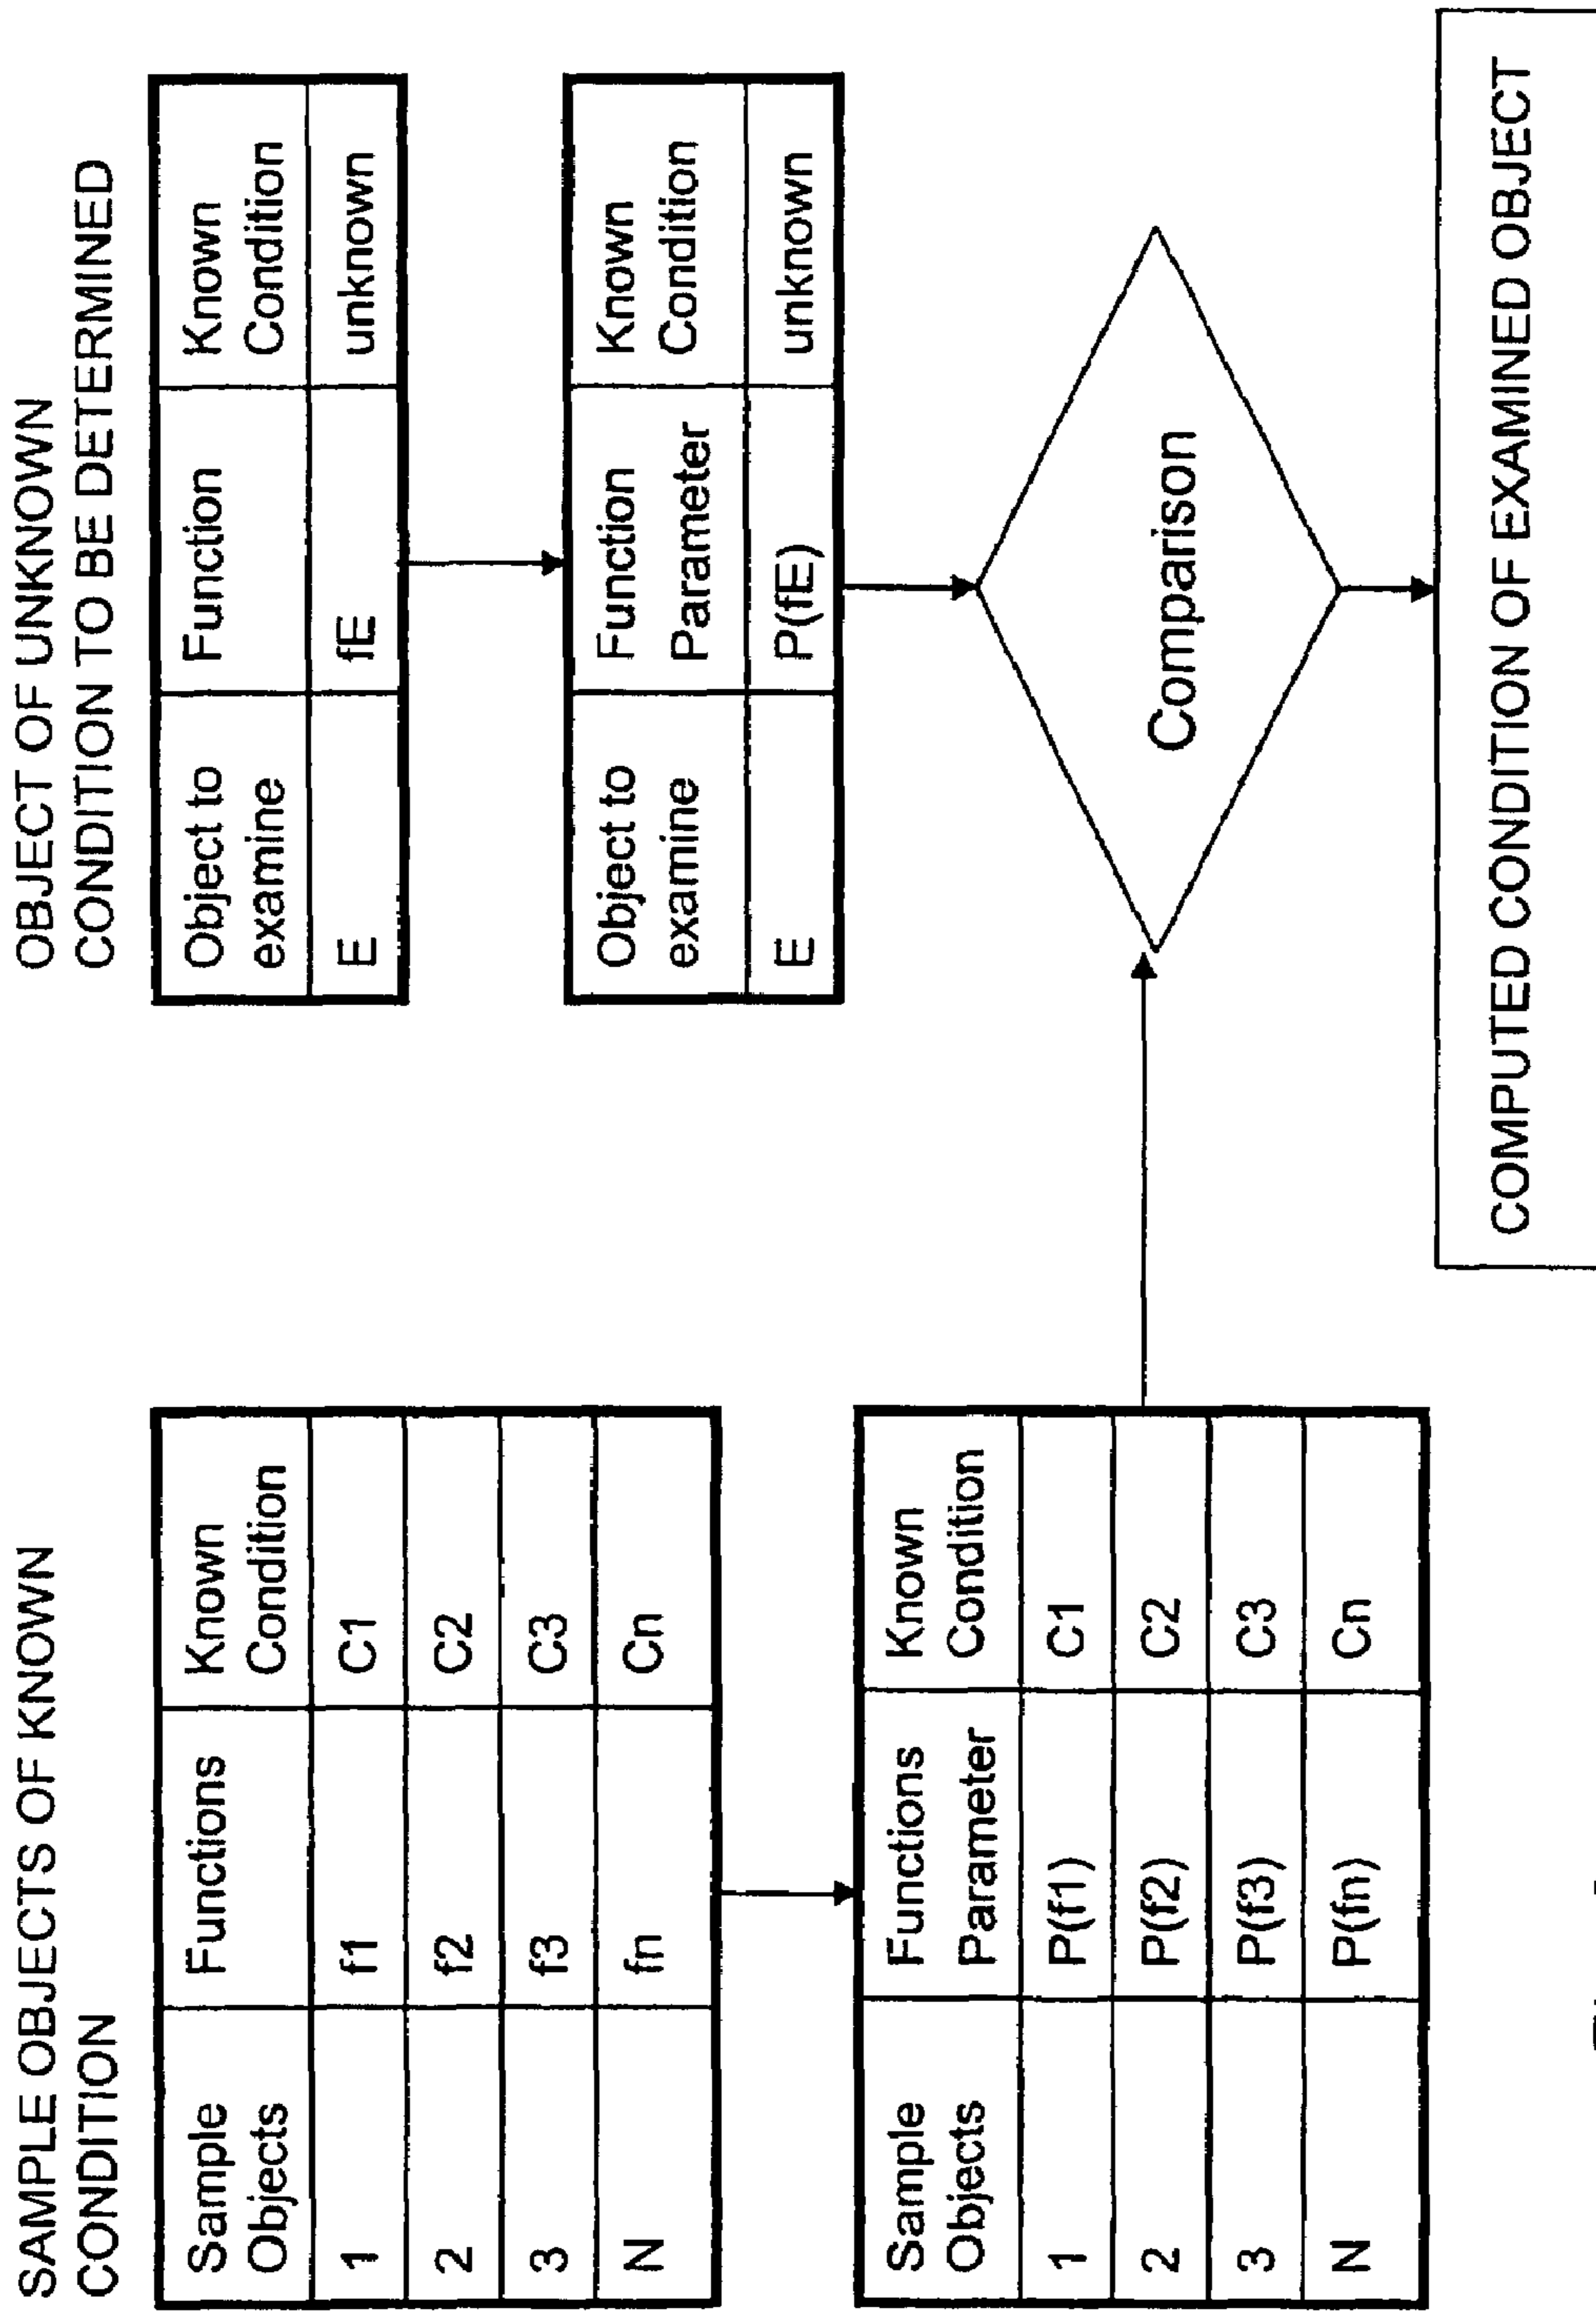 SAMPLE OBJECTS OF KNOWN
CONDITION
Sample Objects Functions Known Condition
1 f1 C1
2 f2 C2
3 f3 C3
N fn Cn
Sample Objects Functions Parameter Known Condition
1 P(f1) C1
2 P(f2) C2
3 P(f3) C3
N P(fn) Cn
OBJECT OF UNKNOWN
CONDITION TO BE DETERMINED
Object to examine Function Known Condition
E fE unknown
Object to examine Function Parameter Known Condition
E P(fE) unknown
Comparison
COMPUTED CONDITION OF EXAMINED OBJECT